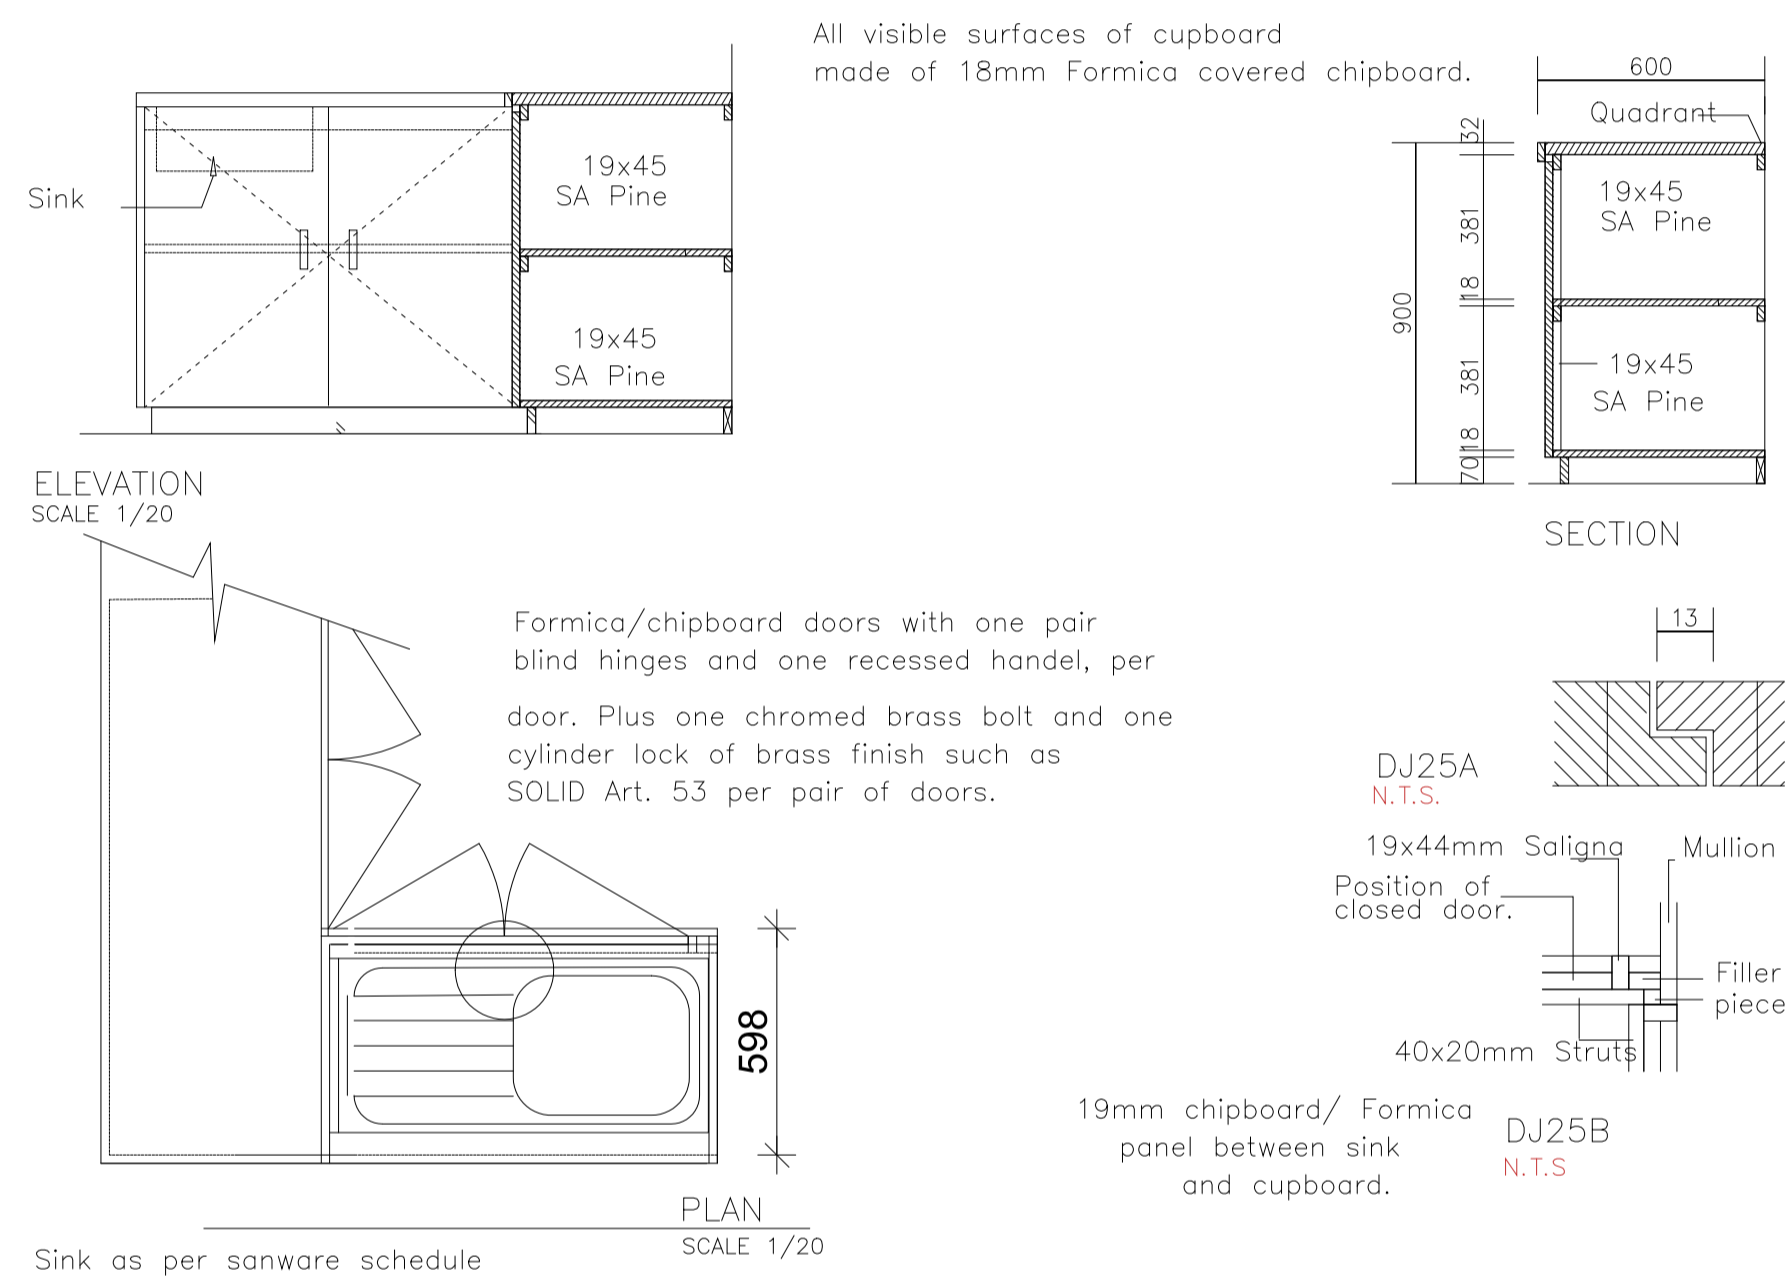 All visible surfaces of cupboard
made of 18mm Formica covered chipboard.
19x45
SA Pine
Sink
19x45
SA Pine
ELEVATION
SCALE 1/20
600
Quadrant
32
19x45
SA Pine
381
18
900
19x45
SA Pine
381
18
70
SECTION
Formica/chipboard doors with one pair
blind hinges and one recessed handel, per
door. Plus one chromed brass bolt and one
cylinder lock of brass finish such as
SOLID Art. 53 per pair of doors.
13
DJ25A
N.T.S.
19x44mm Saligna
Mullion
Position of
closed door.
Filler
piece
40x20mm Struts
598
19mm chipboard/ Formica
panel between sink
and cupboard.
DJ25B
N.T.S
PLAN
SCALE 1/20
Sink as per sanware schedule